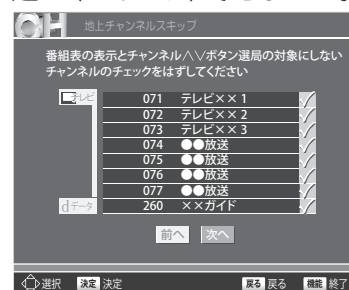 CH 地上チャンネルスキップ
番組表の表示とチャンネル∧∨ボタン選局の対象にしない
チャンネルのチェックをはずしてください
テレビ
071 テレビ×× 1
072 テレビ×× 2
073 テレビ×× 3
074 ●●放送
075 ●●放送
076 ●●放送
077 ●●放送
dデータ 260 ××ガイド
前へ 次へ
選択 決定 決定 戻る 戻る 機能 終了